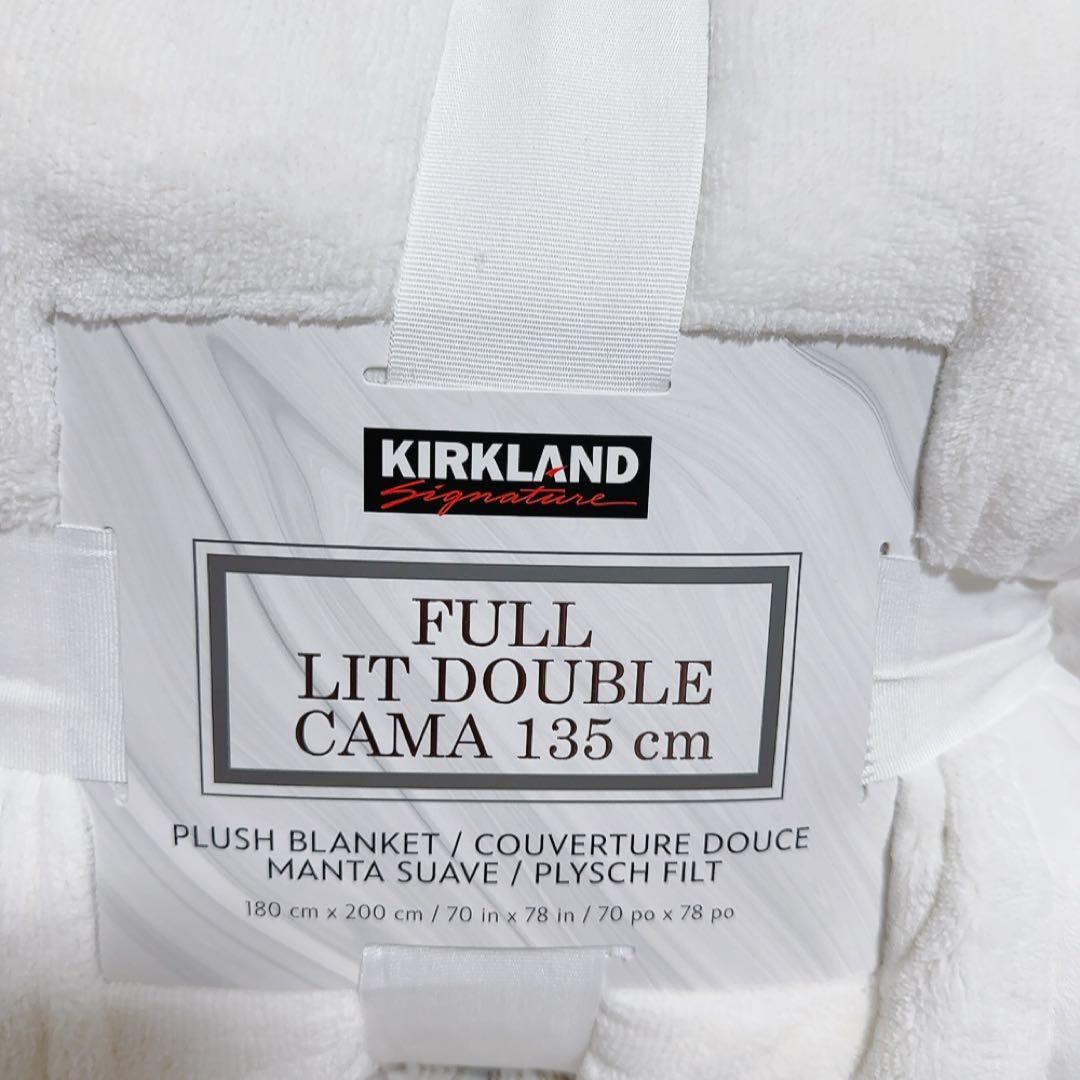 KIRKLAND
Signature
FULL
LIT DOUBLE
CAMA 135 cm
PLUSH BLANKET / COUVERTURE DOUCE
MANTA SUAVE / PLYSCH FILT
180 cm x 200 cm / 70 in x 78 in / 70 po x 78 po